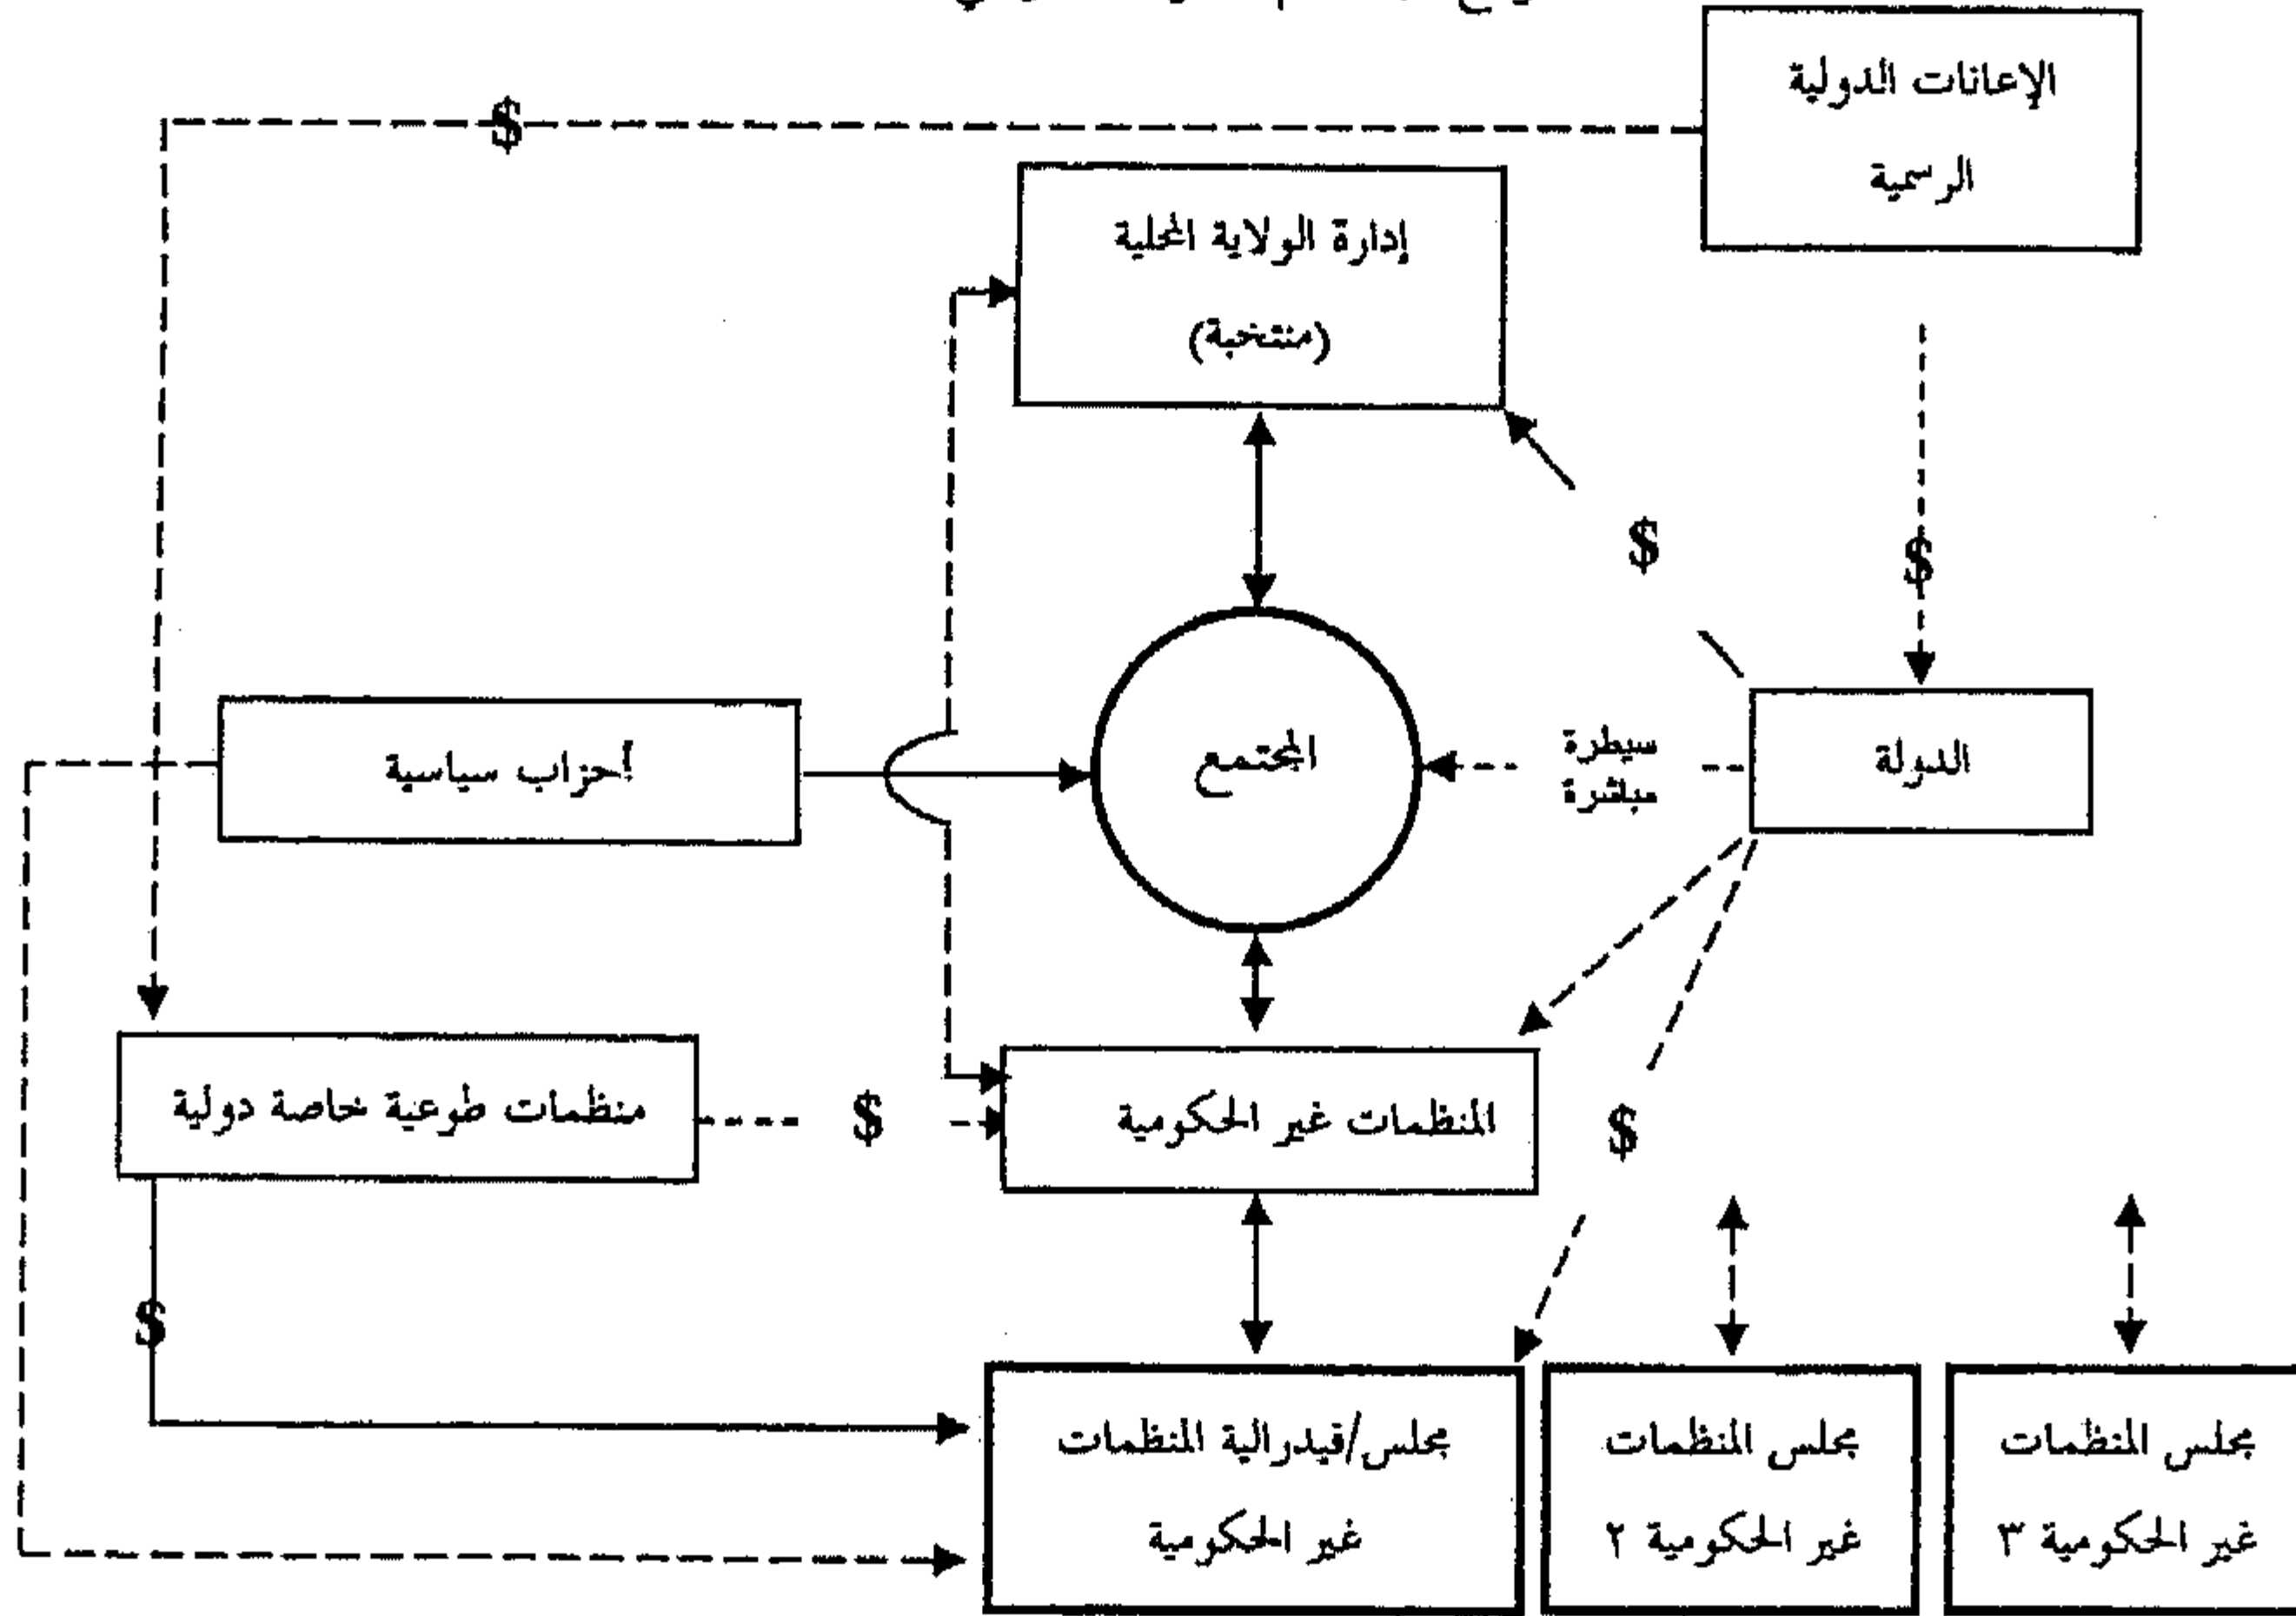 الإعانات الدولية
الرسمية
$
إدارة الولاية المحلية
(منتخبة)
$
$
أحزاب سياسية
المجتمع
سيطرة
مباشرة
الدولة
منظمات طوعية خاصة دولية
$
المنظمات غير الحكومية
$
$
مجلس/فيدرالية المنظمات
غير الحكومية
مجلس المنظمات
غير الحكومية ٢
مجلس المنظمات
غير الحكومية ٣